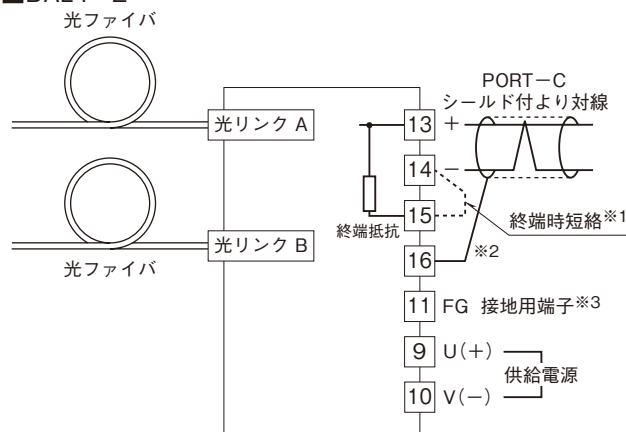 光ファイバ
光リンク A
光リンク B
光ファイバ
PORT－C
シールド付より対線
13 ＋
14 －
15
終端抵抗
終端時短絡※1
16
※2
11 FG 接地用端子※3
9 U(＋)
供給電源
10 V(－)